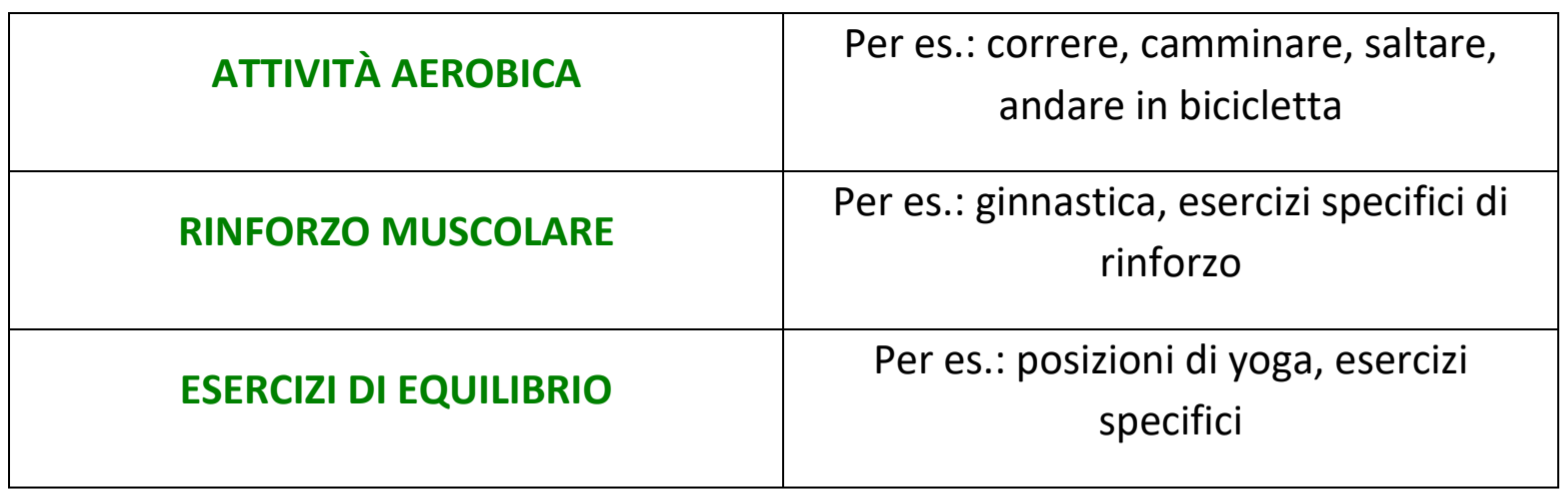 ATTIVITÀ AEROBICA
Per es.: correre, camminare, saltare,
andare in bicicletta
RINFORZO MUSCOLARE
Per es.: ginnastica, esercizi specifici di
rinforzo
ESERCIZI DI EQUILIBRIO
Per es.: posizioni di yoga, esercizi
specifici